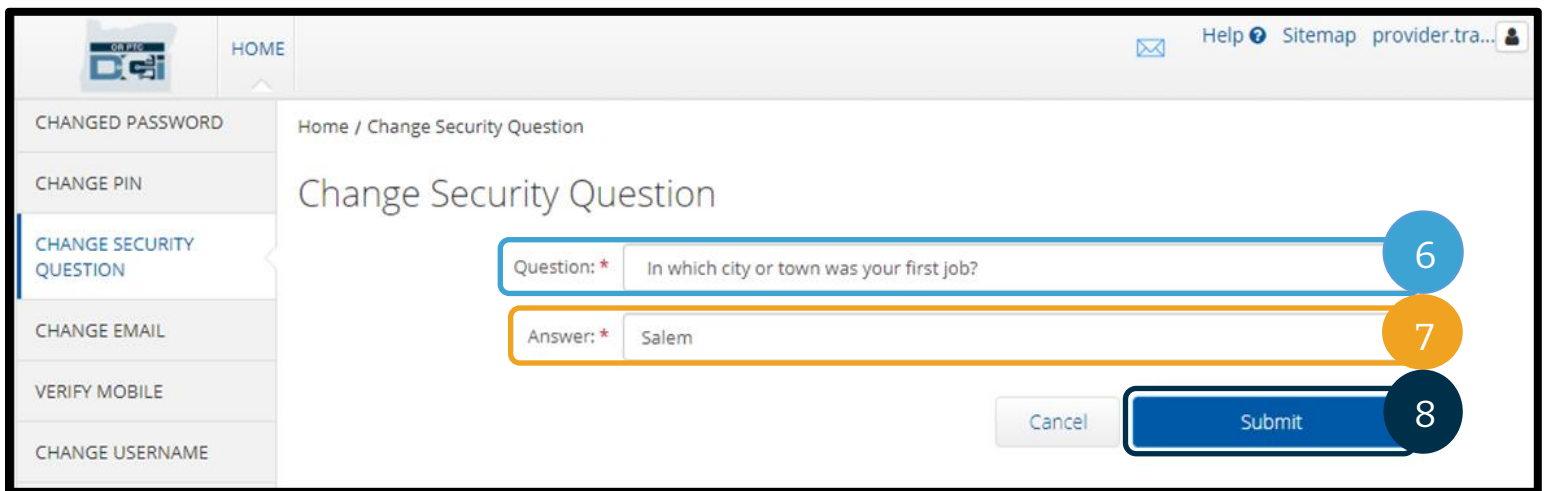 OR PTC
DCI
HOME
Help ? Sitemap provider.tra...
CHANGED PASSWORD
CHANGE PIN
CHANGE SECURITY
QUESTION
CHANGE EMAIL
VERIFY MOBILE
CHANGE USERNAME
Home / Change Security Question
Change Security Question
Question: * In which city or town was your first job? 6
Answer: * Salem 7
Cancel Submit 8